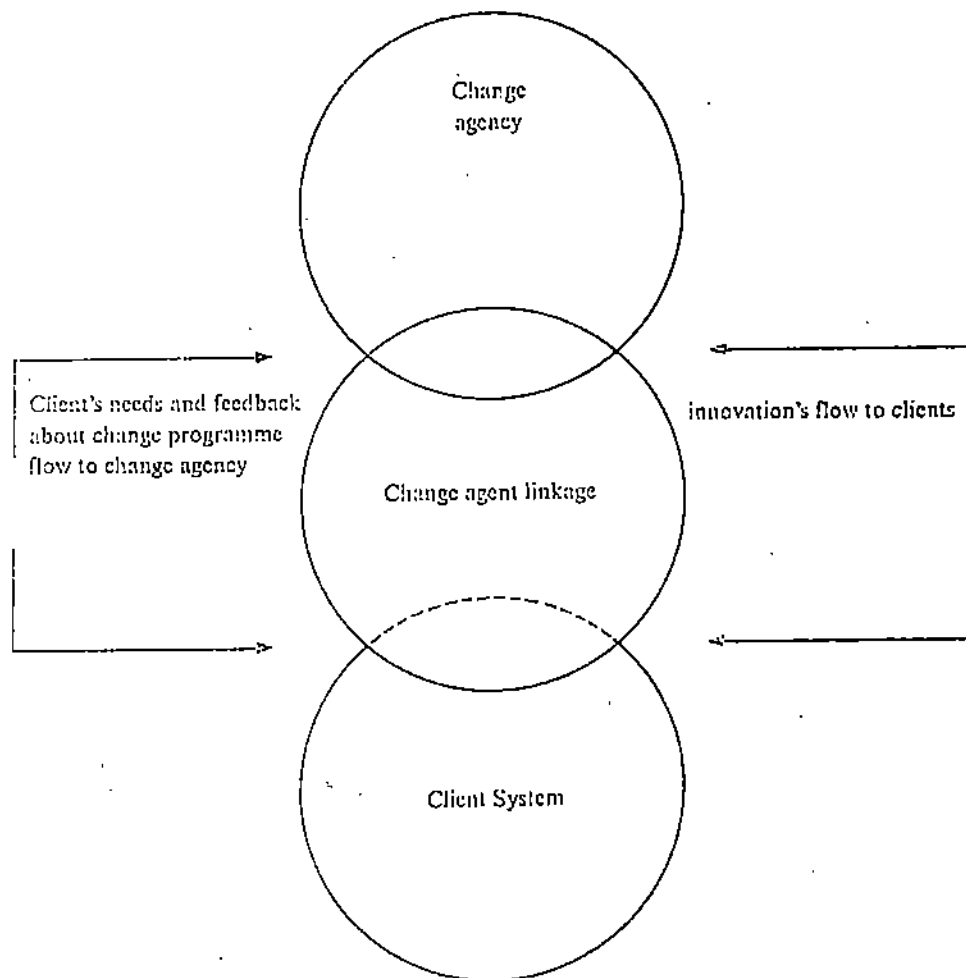 Change
agency
Client's needs and feedback
about change programme
flow to change agency
innovation's flow to clients
Change agent linkage
Client System